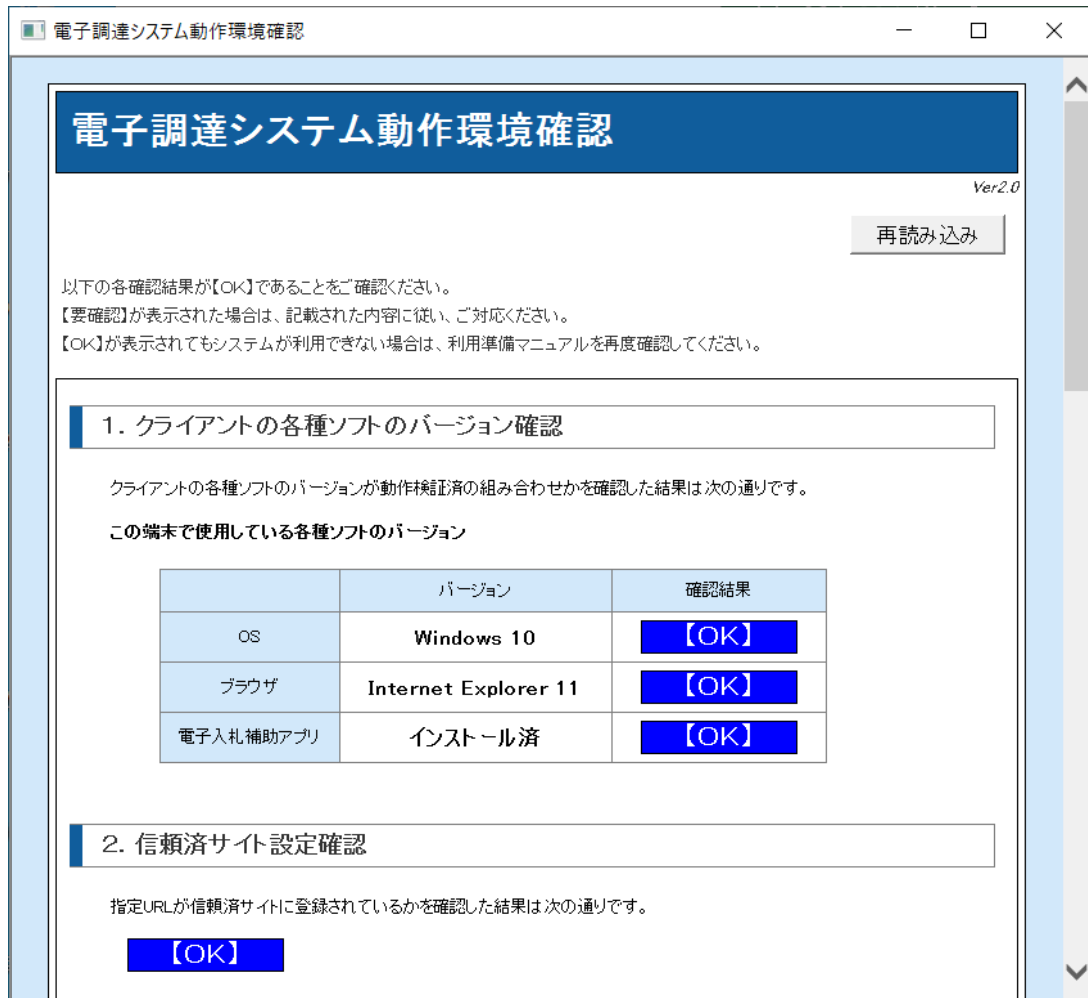 電子調達システム動作環境確認
電子調達システム動作環境確認
Ver2.0
再読み込み
以下の各確認結果が【OK】であることをご確認ください。
【要確認】が表示された場合は、記載された内容に従い、ご対応ください。
【OK】が表示されてもシステムが利用できない場合は、利用準備マニュアルを再度確認してください。
1. クライアントの各種ソフトのバージョン確認
クライアントの各種ソフトのバージョンが動作検証済の組み合わせかを確認した結果は次の通りです。
この端末で使用している各種ソフトのバージョン
バージョン 確認結果
OS Windows 10 【OK】
ブラウザ Internet Explorer 11 【OK】
電子入札補助アプリ インストール済 【OK】
2. 信頼済サイト設定確認
指定URLが信頼済サイトに登録されているかを確認した結果は次の通りです。
【OK】